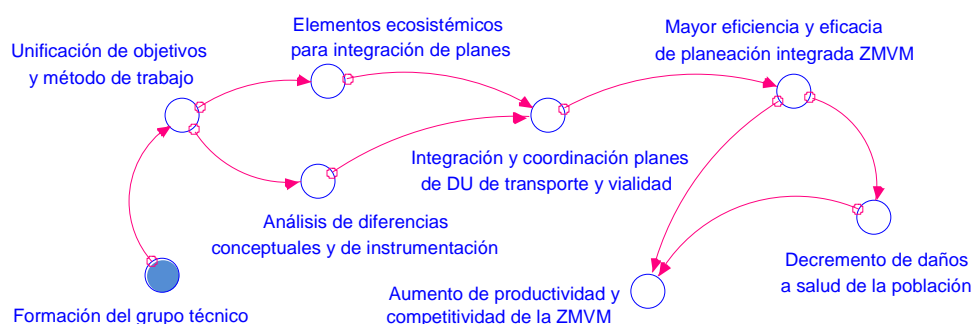 Elementos ecosistémicos
para integración de planes
Mayor eficiencia y eficacia
de planeación integrada ZMVM
Unificación de objetivos
y método de trabajo
Integración y coordinación planes
de DU de transporte y vialidad
Análisis de diferencias
conceptuales y de instrumentación
Decremento de daños
a salud de la población
Aumento de productividad y
competitividad de la ZMVM
Formación del grupo técnico